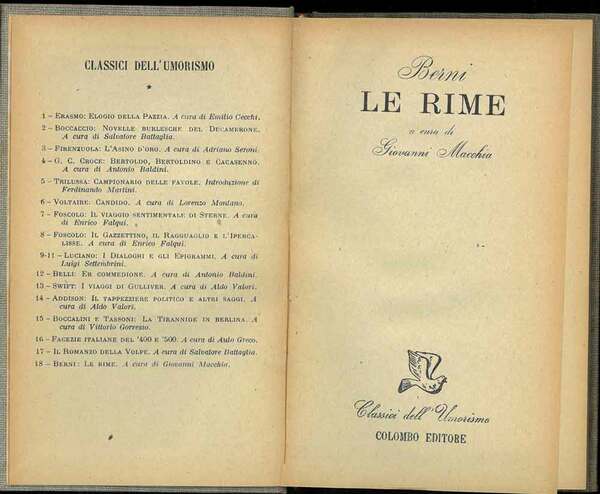 CLASSICI DELL'UMORISMO
*
1 – ERASMO: ELOGIO DELLA PAZZIA. A cura di Emilio Cecchi.
2 – BOCCACCIO: NOVELLE BURLESCHE DEL DECAMERONE.
A cura di Salvatore Battaglia.
3 – FIRENZUOLA: L'ASINO D'ORO. A cura di Adriano Seroni.
4 – G. C. CROCE: BERTOLDO, BERTOLDINO E CACASENNO.
A cura di Antonio Baldini.
5 – TRILUSSA: CAMPIONARIO DELLE FAVOLE. Introduzione di
Ferdinando Martini.
6 – VOLTAIRE: CANDIDO. A cura di Lorenzo Montano.
7 – FOSCOLO: IL VIAGGIO SENTIMENTALE DI STERNE. A cura
di Enrico Falqui.
8 – FOSCOLO: IL GAZZETTINO, IL RAGGUAGLIO E L'IPERCA-
LISSE. A cura di Enrico Falqui.
9-11 – LUCIANO: I DIALOGHI E GLI EPIGRAMMI. A cura di
Luigi Settembrini.
12 – BELLI: ER COMMEDIONE. A cura di Antonio Baldini.
13 – SWIFT: I VIAGGI DI GULLIVER. A cura di Aldo Valori.
14 – ADDISON: IL TAPPEZZIERE POLITICO E ALTRI SAGGI. A
cura di Aldo Valori.
15 – BOCCALINI E TASSONI: LA TIRANNIDE IN BERLINA. A
cura di Vittorio Gorresso.
16 – FACEZIE ITALIANE DEL '400 E '500. A cura di Aulo Greco.
17 – IL ROMANZO DELLA VOLPE. A cura di Salvatore Battaglia.
18 – BERNI: LE RIME. A cura di Giovanni Macchia.
Berni
LE RIME
a cura di
Giovanni Macchia
Classici dell'Umorismo
COLOMBO EDITORE